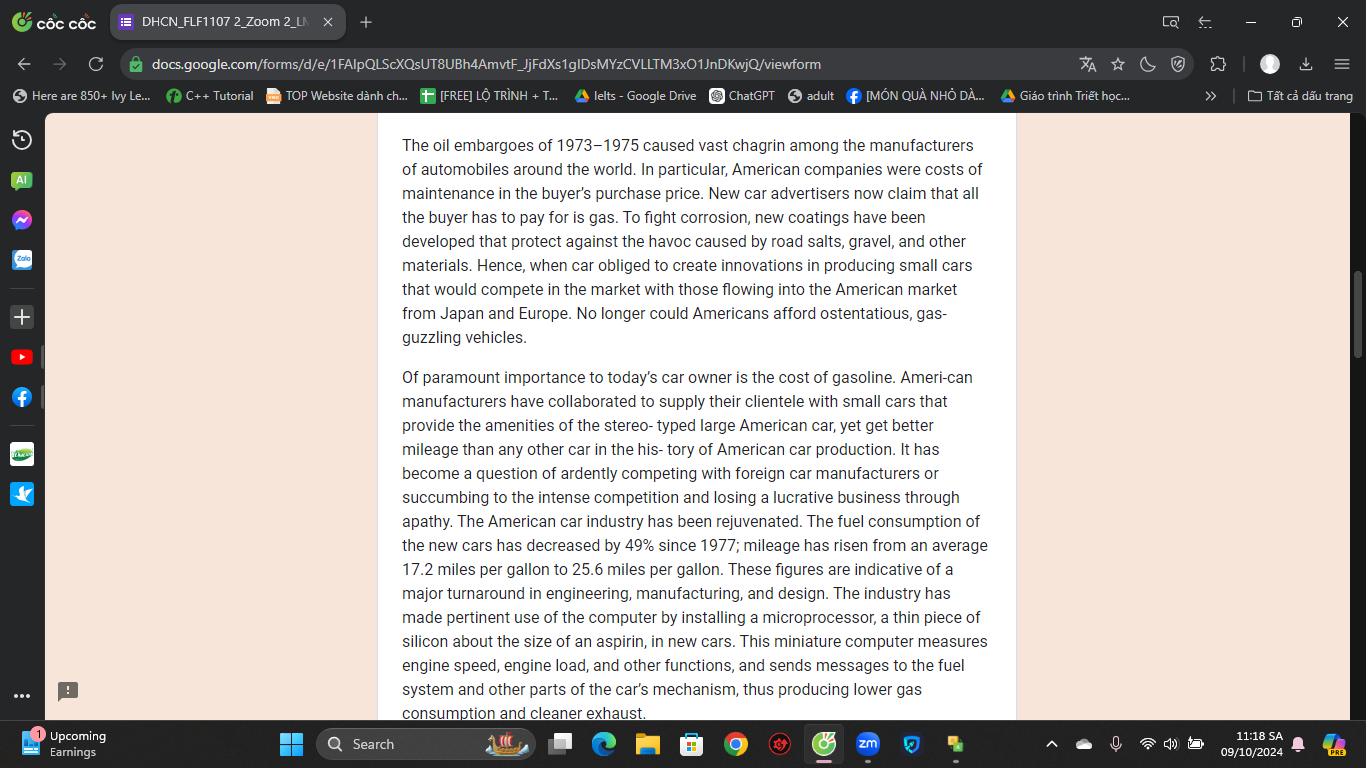 cốc cốc
DHCN_FLF1107 2_Zoom 2_LN
docs.google.com/forms/d/e/1FAIpQLScXQsUT8UBh4AmvtF_JjFdXs1gIDsMYzCVLLTM3xO1JnDKwjQ/viewform
Here are 850+ Ivy Le...
C++ Tutorial
TOP Website dành ch...
[FREE] LỘ TRÌNH + T...
Ielts - Google Drive
ChatGPT
adult
[MÓN QUÀ NHỎ DÀ...
Giáo trình Triết học...
Tất cả dấu trang
AI
Zalo
The oil embargoes of 1973–1975 caused vast chagrin among the manufacturers
of automobiles around the world. In particular, American companies were costs of
maintenance in the buyer's purchase price. New car advertisers now claim that all
the buyer has to pay for is gas. To fight corrosion, new coatings have been
developed that protect against the havoc caused by road salts, gravel, and other
materials. Hence, when car obliged to create innovations in producing small cars
that would compete in the market with those flowing into the American market
from Japan and Europe. No longer could Americans afford ostentatious, gas-
guzzling vehicles.
Of paramount importance to today's car owner is the cost of gasoline. Ameri-can
manufacturers have collaborated to supply their clientele with small cars that
provide the amenities of the stereo- typed large American car, yet get better
mileage than any other car in the his- tory of American car production. It has
become a question of ardently competing with foreign car manufacturers or
succumbing to the intense competition and losing a lucrative business through
apathy. The American car industry has been rejuvenated. The fuel consumption of
the new cars has decreased by 49% since 1977; mileage has risen from an average
17.2 miles per gallon to 25.6 miles per gallon. These figures are indicative of a
major turnaround in engineering, manufacturing, and design. The industry has
made pertinent use of the computer by installing a microprocessor, a thin piece of
silicon about the size of an aspirin, in new cars. This miniature computer measures
engine speed, engine load, and other functions, and sends messages to the fuel
system and other parts of the car's mechanism, thus producing lower gas
consumption and cleaner exhaust.
1
Upcoming
Earnings
Search
zm
11:18 SA
09/10/2024
PRE